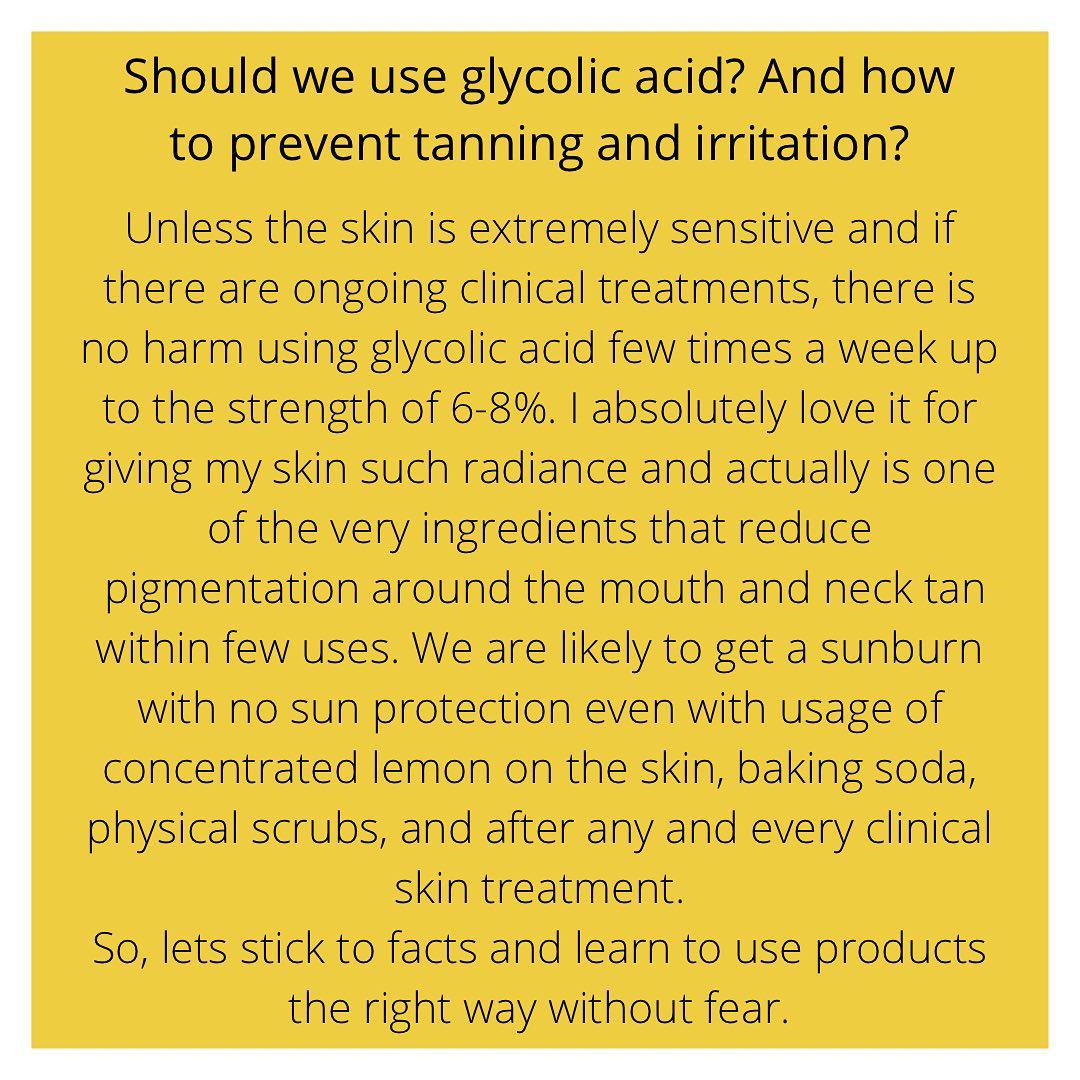 Should we use glycolic acid? And how
to prevent tanning and irritation?
Unless the skin is extremely sensitive and if
there are ongoing clinical treatments, there is
no harm using glycolic acid few times a week up
to the strength of 6-8%. I absolutely love it for
giving my skin such radiance and actually is one
of the very ingredients that reduce
pigmentation around the mouth and neck tan
within few uses. We are likely to get a sunburn
with no sun protection even with usage of
concentrated lemon on the skin, baking soda,
physical scrubs, and after any and every clinical
skin treatment.
So, lets stick to facts and learn to use products
the right way without fear.